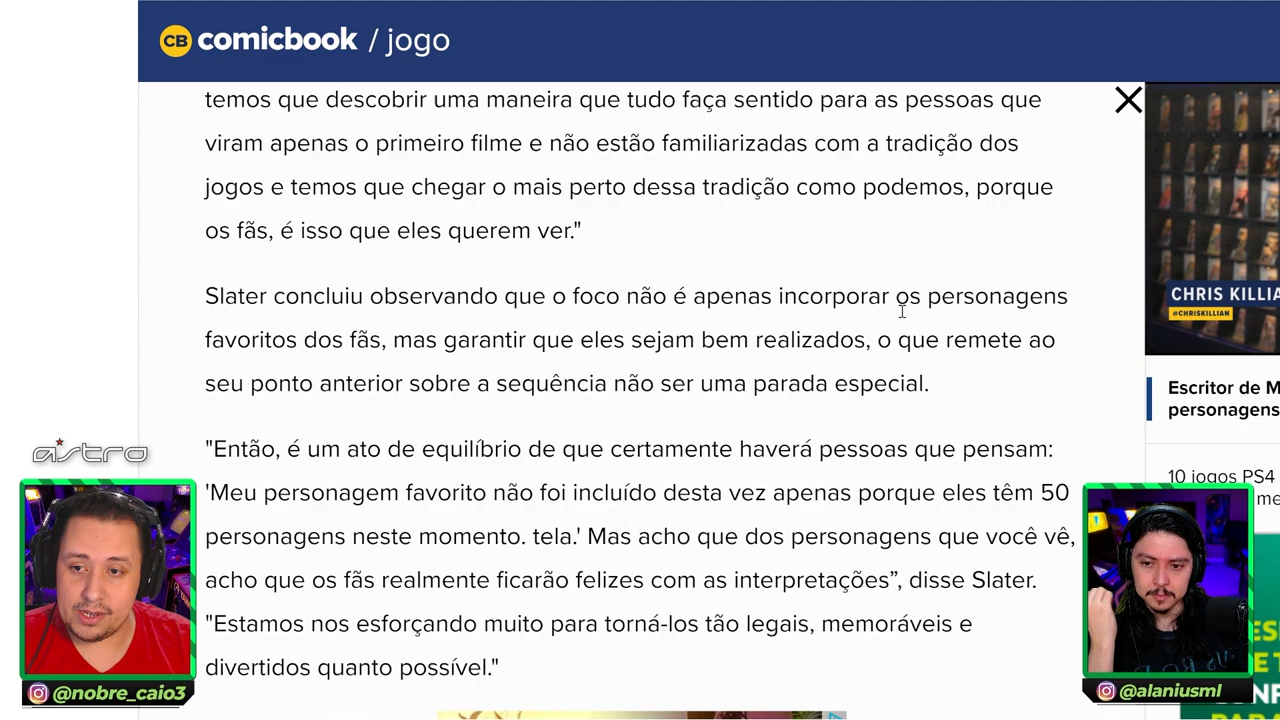 CB comicbook / jogo
temos que descobrir uma maneira que tudo faça sentido para as pessoas que
viram apenas o primeiro filme e não estão familiarizadas com a tradição dos
jogos e temos que chegar o mais perto dessa tradição como podemos, porque
os fãs, é isso que eles querem ver."
Slater concluiu observando que o foco não é apenas incorporar os personagens
favoritos dos fãs, mas garantir que eles sejam bem realizados, o que remete ao
seu ponto anterior sobre a sequência não ser uma parada especial.
"Então, é um ato de equilíbrio de que certamente haverá pessoas que pensam:
'Meu personagem favorito não foi incluído desta vez apenas porque eles têm 50
personagens neste momento. tela.' Mas acho que dos personagens que você vê,
acho que os fãs realmente ficarão felizes com as interpretações”, disse Slater.
"Estamos nos esforçando muito para torná-los tão legais, memoráveis e
divertidos quanto possível."
CHRIS KILLIA
#CHRISKILLIAN
Escritor de M
personagens
10 jogos PS4
me
astro
@nobre_caio3
@alaniusml